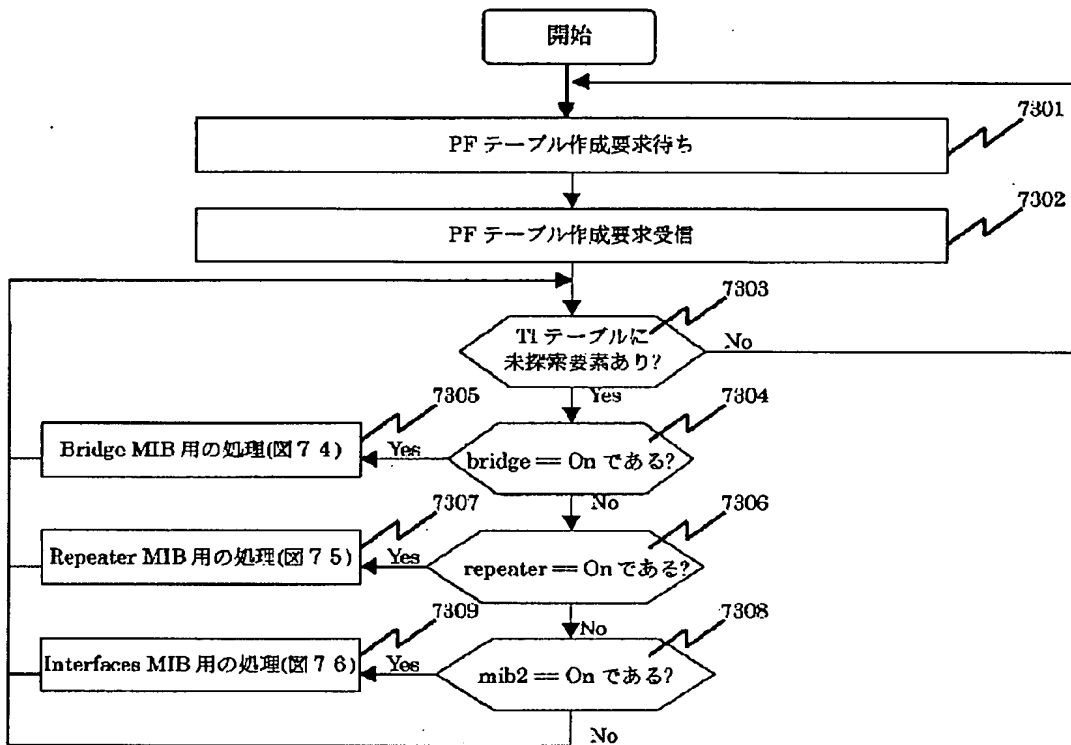 開始
7301
PF テーブル作成要求待ち
7302
PF テーブル作成要求受信
7303
TI テーブルに
未探索要素あり?
No
Yes
7304
bridge == On である?
Yes
7305
Bridge MIB 用の処理(図７４)
No
7306
repeater == On である?
Yes
7307
Repeater MIB 用の処理(図７５)
No
7308
mib2 == On である?
Yes
7309
Interfaces MIB 用の処理(図７６)
No